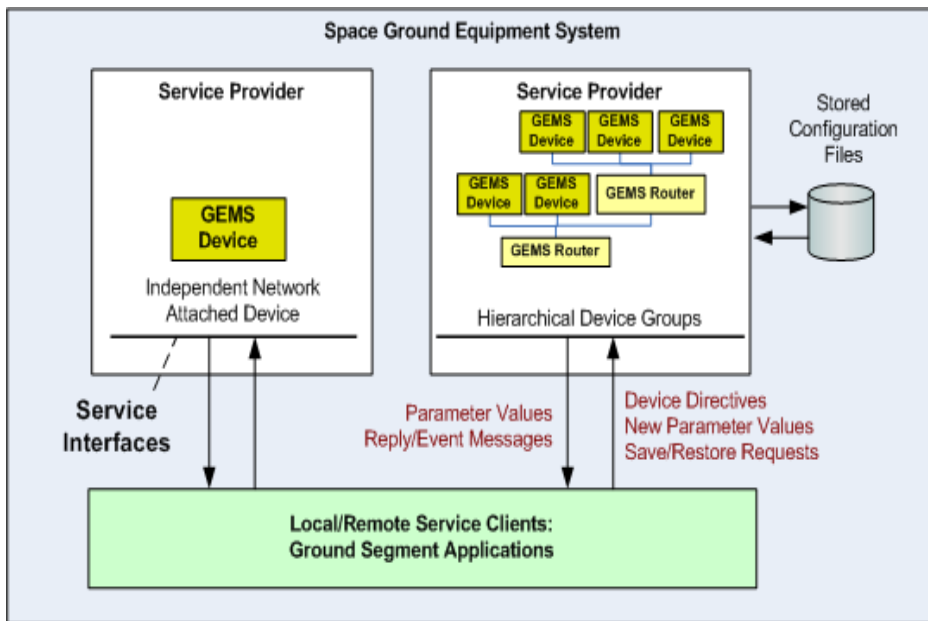 Space Ground Equipment System
Service Provider
GEMS
Device
Independent Network
Attached Device
Service Provider
GEMS
Device
GEMS
Device
GEMS
Device
GEMS
Device
GEMS
Device
GEMS Router
GEMS Router
Hierarchical Device Groups
Stored
Configuration
Files
Service
Interfaces
Parameter Values
Reply/Event Messages
Device Directives
New Parameter Values
Save/Restore Requests
Local/Remote Service Clients:
Ground Segment Applications